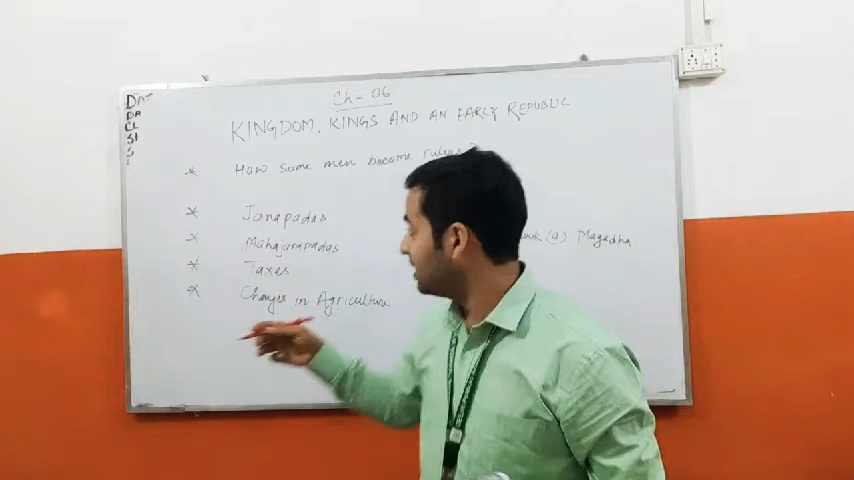 Ch - 06
KINGDOM, KINGS AND AN EARLY REPUBLIC
* How some men become rulers
* Janapadas
* Mahajanapadas
(a) Magadha
* Taxes
* Changes in Agriculture